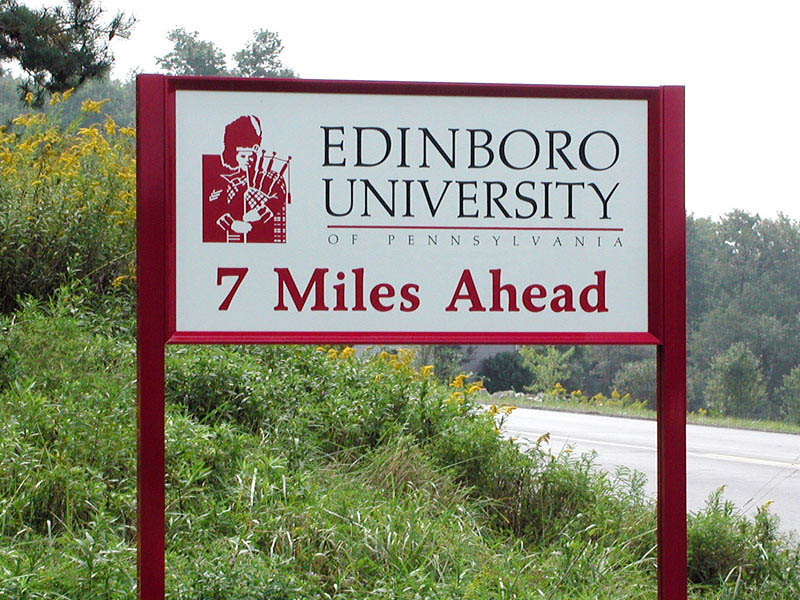 EDINBORO
UNIVERSITY
OF PENNSYLVANIA
7 Miles Ahead